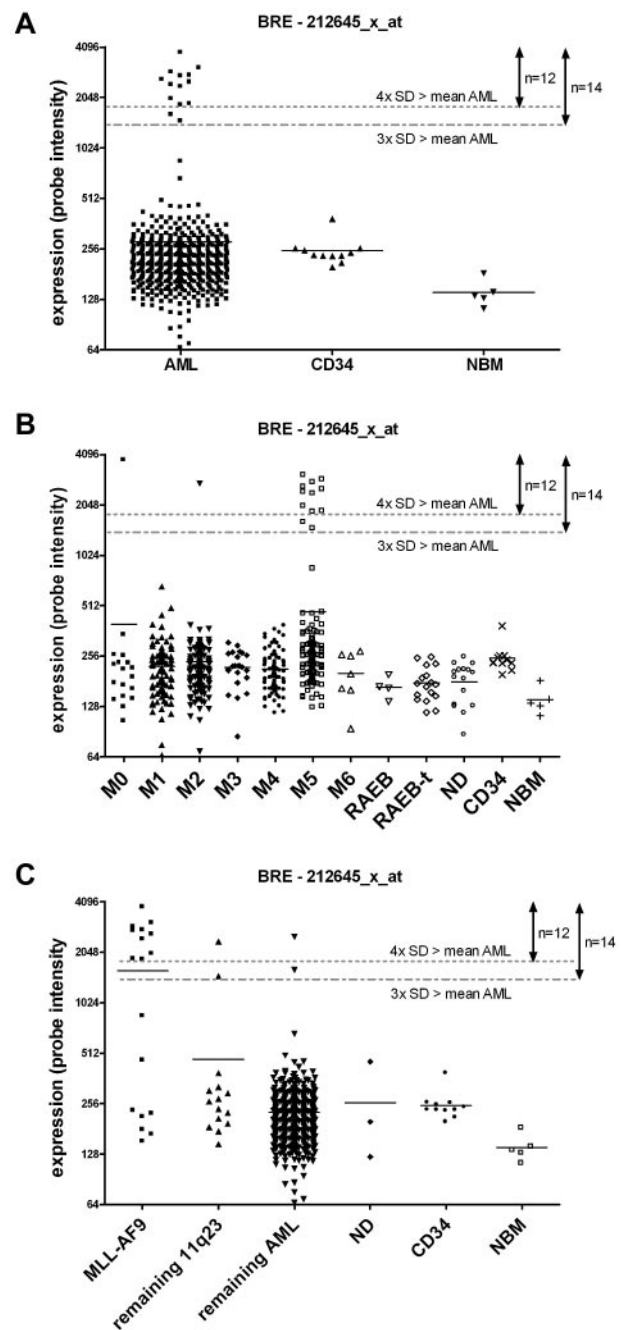 A
BRE - 212645_x_at
expression (probe intensity)
4096
2048
1024
512
256
128
64
4x SD > mean AML
3x SD > mean AML
n=12
n=14
AML
CD34
NBM
B
BRE - 212645_x_at
expression (probe intensity)
4096
2048
1024
512
256
128
64
4x SD > mean AML
3x SD > mean AML
n=12
n=14
M0
M1
M2
M3
M4
M5
M6
RAEB
RAEB-t
ND
CD34
NBM
C
BRE - 212645_x_at
expression (probe intensity)
4096
2048
1024
512
256
128
64
4x SD > mean AML
3x SD > mean AML
n=12
n=14
MLL-AF9
remaining 11q23
remaining AML
ND
CD34
NBM